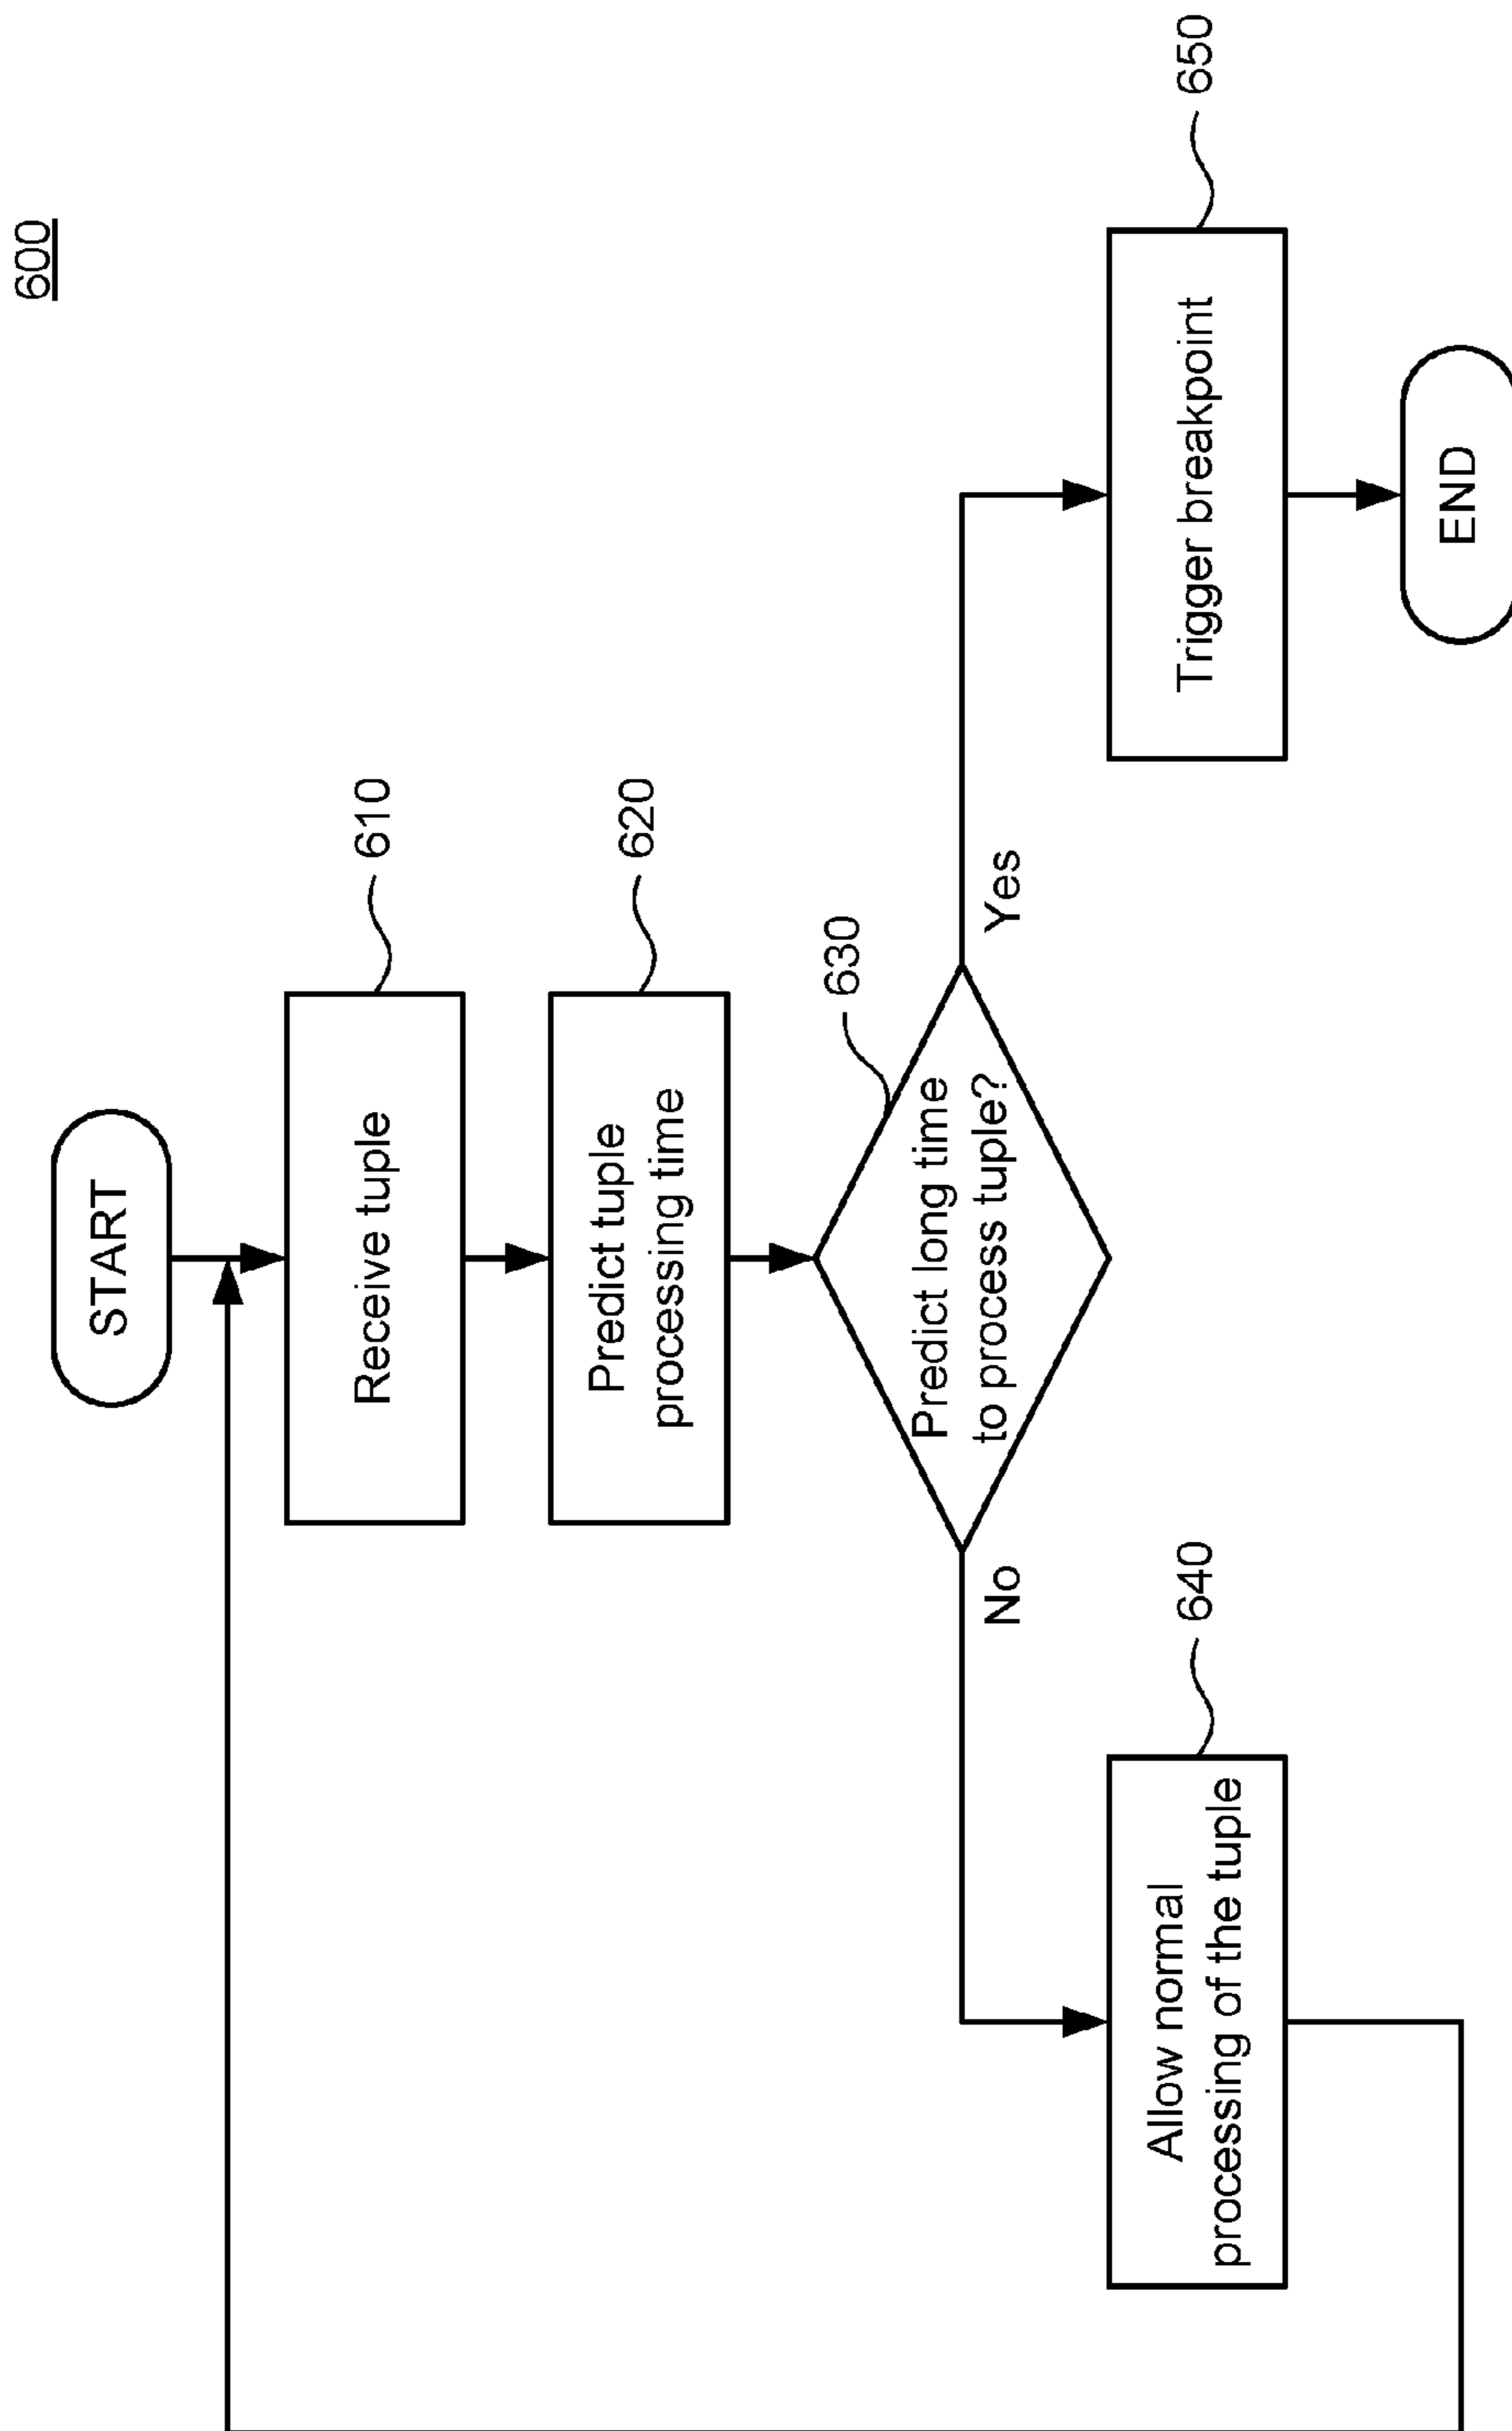 600
START
Receive tuple
610
Predict tuple
processing time
620
630
Predict long time
to process tuple?
No
Yes
Allow normal
processing of the tuple
640
Trigger breakpoint
650
END